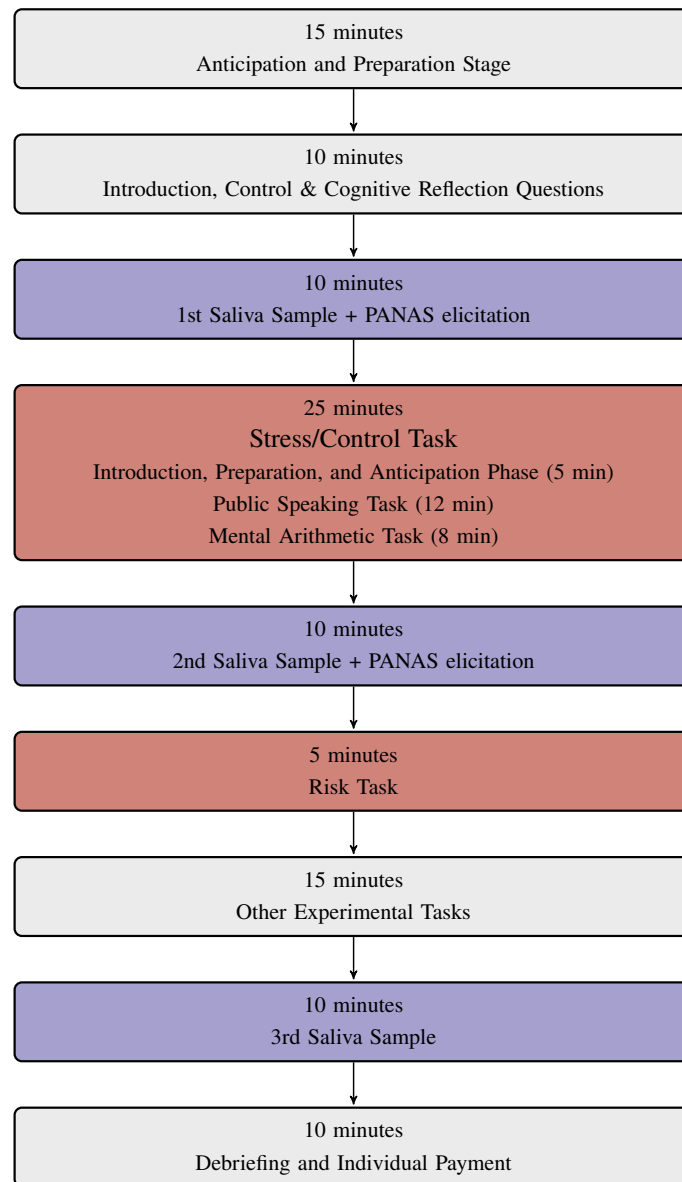 15 minutes
Anticipation and Preparation Stage
10 minutes
Introduction, Control & Cognitive Reflection Questions
10 minutes
1st Saliva Sample + PANAS elicitation
25 minutes
Stress/Control Task
Introduction, Preparation, and Anticipation Phase (5 min)
Public Speaking Task (12 min)
Mental Arithmetic Task (8 min)
10 minutes
2nd Saliva Sample + PANAS elicitation
5 minutes
Risk Task
15 minutes
Other Experimental Tasks
10 minutes
3rd Saliva Sample
10 minutes
Debriefing and Individual Payment